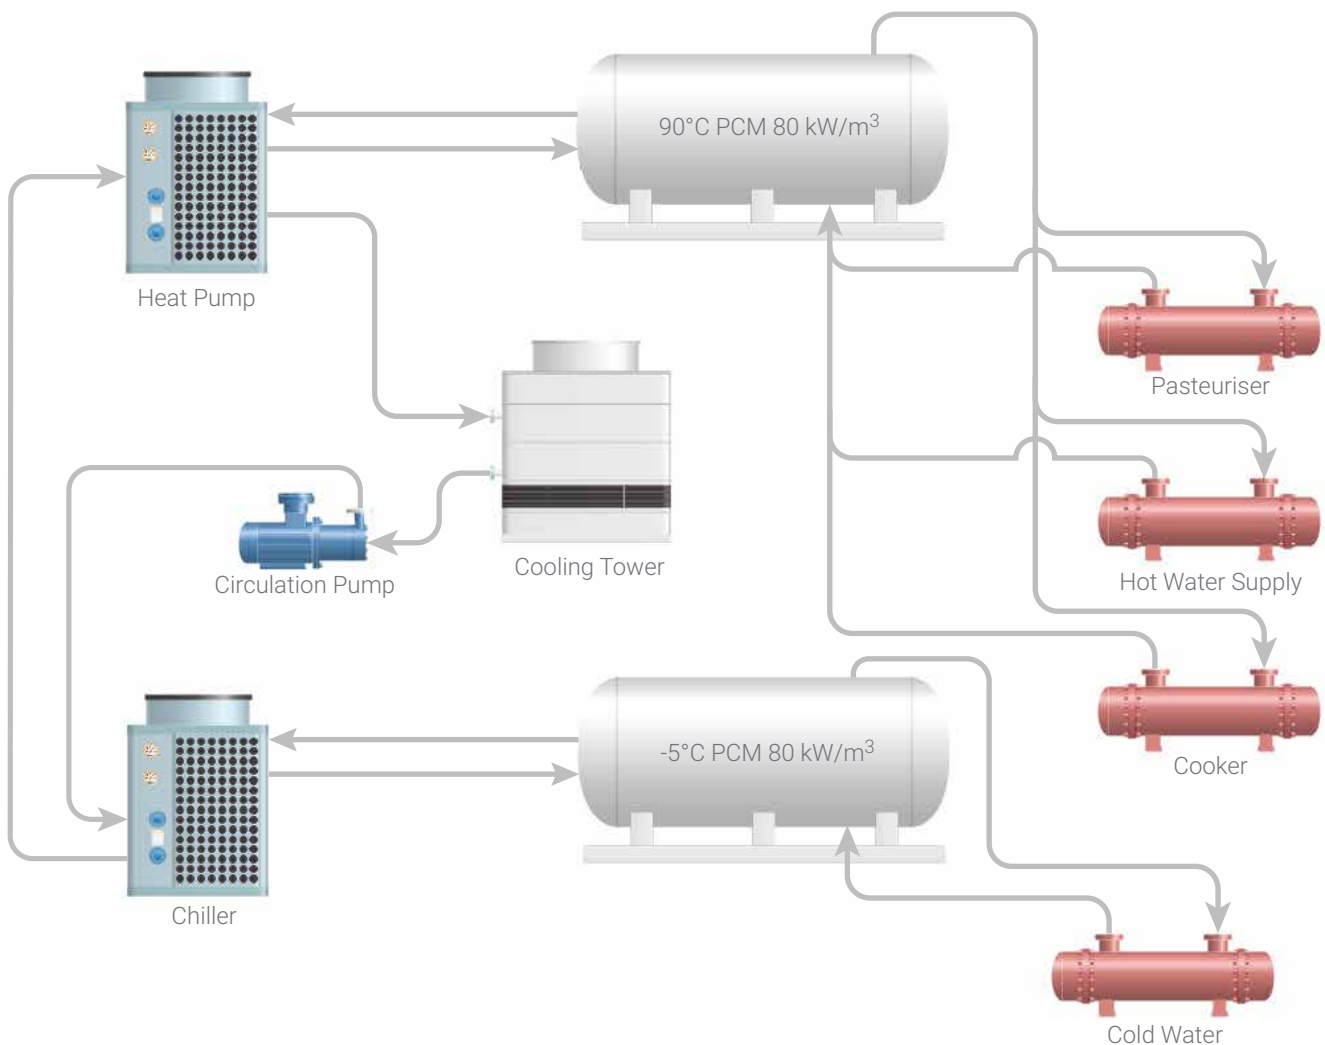 90°C PCM 80 kW/m³
Heat Pump
Pasteuriser
Cooling Tower
Circulation Pump
Hot Water Supply
-5°C PCM 80 kW/m³
Cooker
Chiller
Cold Water